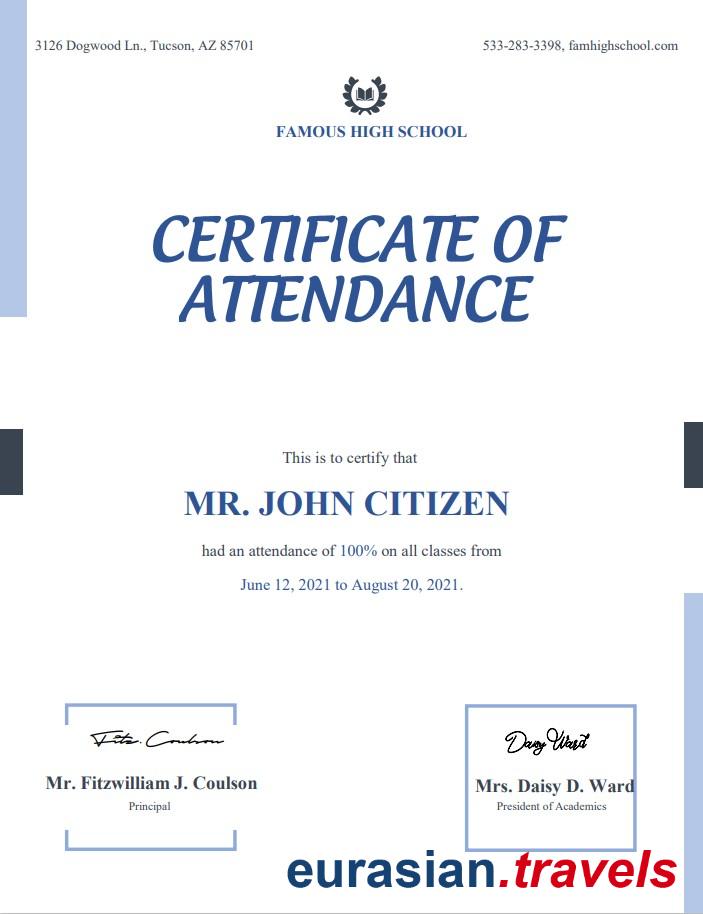 3126 Dogwood Ln., Tucson, AZ 85701
533-283-3398, famhighschool.com
FAMOUS HIGH SCHOOL
CERTIFICATE OF
ATTENDANCE
This is to certify that
MR. JOHN CITIZEN
had an attendance of 100% on all classes from
June 12, 2021 to August 20, 2021.
Fitz. Coulson
Mr. Fitzwilliam J. Coulson
Principal
Daisy Ward
Mrs. Daisy D. Ward
President of Academics
eurasian.travels